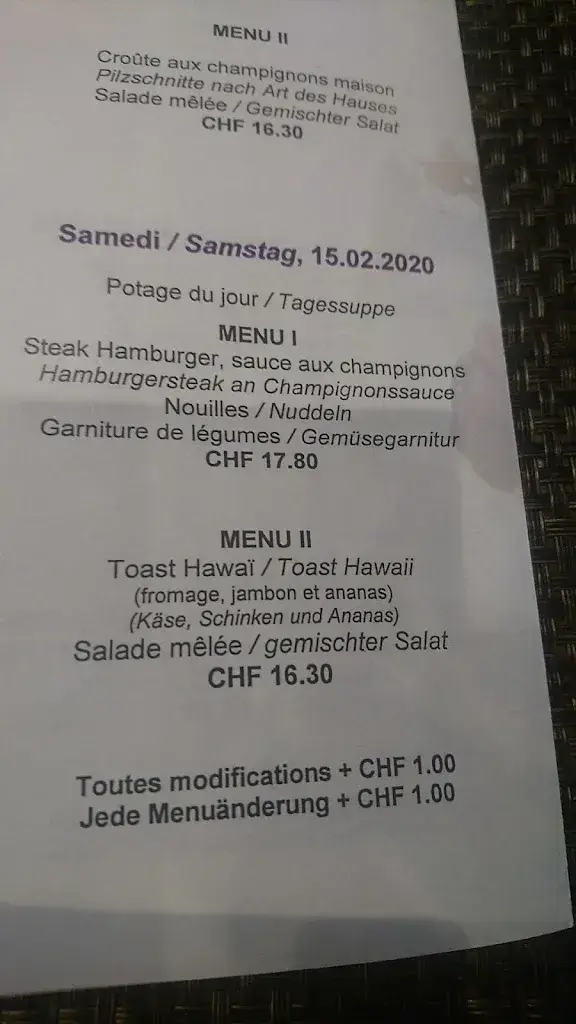 MENU II
Croûte aux champignons maison
Pilzschnitte nach Art des Hauses
Salade mêlée / Gemischter Salat
CHF 16.30
Samedi / Samstag, 15.02.2020
Potage du jour / Tagessuppe
MENU I
Steak Hamburger, sauce aux champignons
Hamburgersteak an Champignonssauce
Nouilles / Nuddeln
Garniture de légumes / Gemüsegarnitur
CHF 17.80
MENU II
Toast Hawaï / Toast Hawaii
(fromage, jambon et ananas)
(Käse, Schinken und Ananas)
Salade mêlée / gemischter Salat
CHF 16.30
Toutes modifications + CHF 1.00
Jede Menuänderung + CHF 1.00